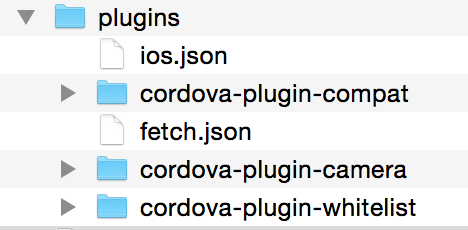 plugins
ios.json
cordova-plugin-compat
fetch.json
cordova-plugin-camera
cordova-plugin-whitelist